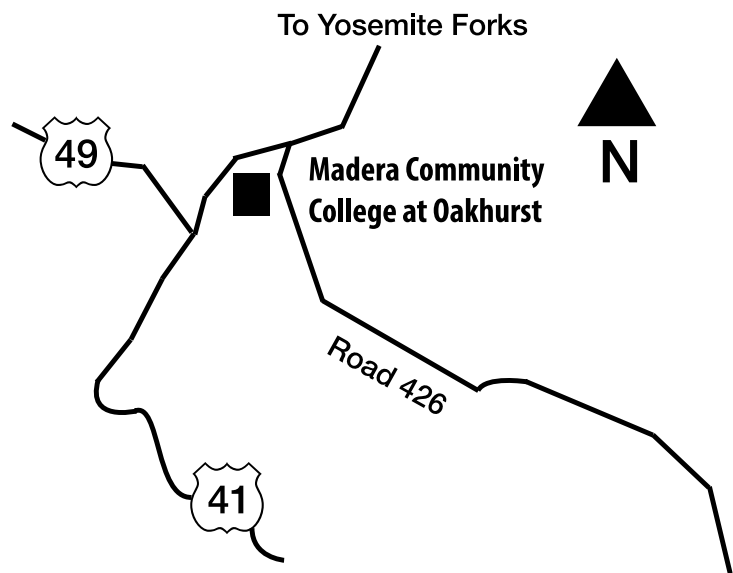 To Yosemite Forks
49
N
Madera Community
College at Oakhurst
Road 426
41